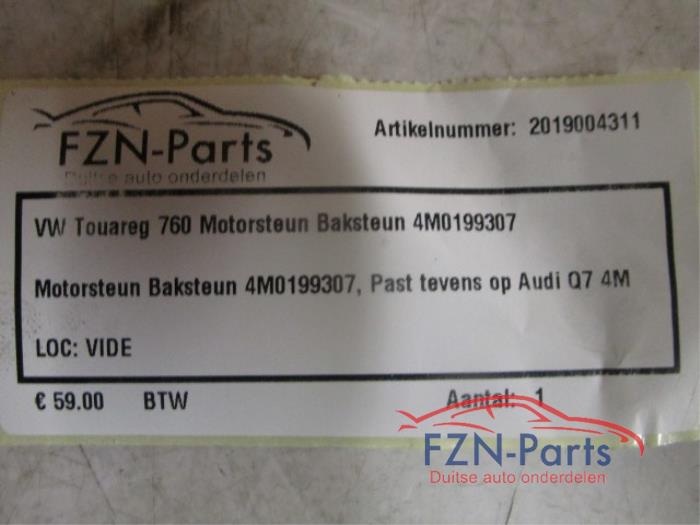 FZN-Parts
Duitse auto onderdelen
Artikelnummer: 2019004311
VW Touareg 760 Motorsteun Baksteun 4M0199307
Motorsteun Baksteun 4M0199307, Past tevens op Audi Q7 4M
LOC: VIDE
€ 59.00 BTW Aantal: 1
FZN-Parts
Duitse auto onderdelen